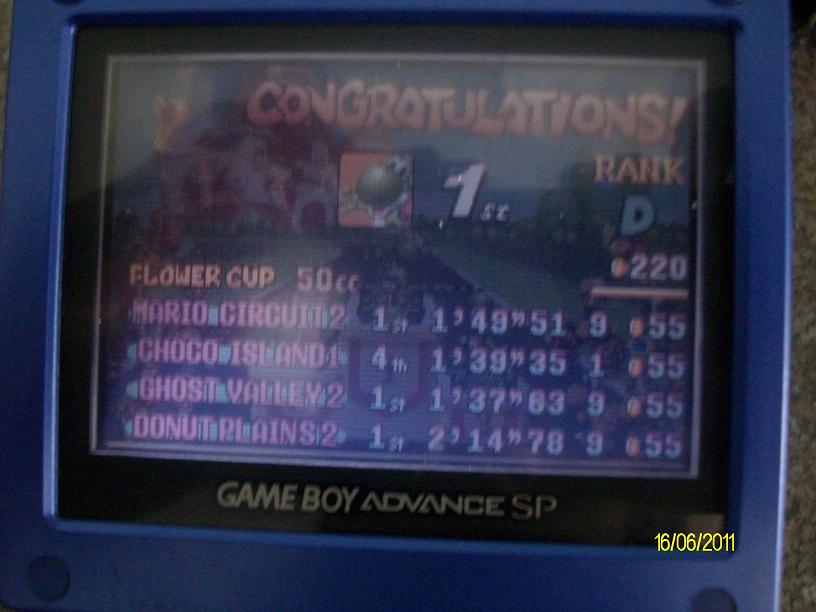 CONGRATULATIONS!
RANK
1st
D
220
FLOWER CUP 50cc
MARIO CIRCUIT 2 1st 1'49"51 9 55
CHOCO ISLAND 1 4th 1'39"35 1 55
GHOST VALLEY 2 1st 1'37"63 9 55
DONUT PLAINS 2 1st 2'14"78 9 55
GAME BOY ADVANCE SP
16/06/2011